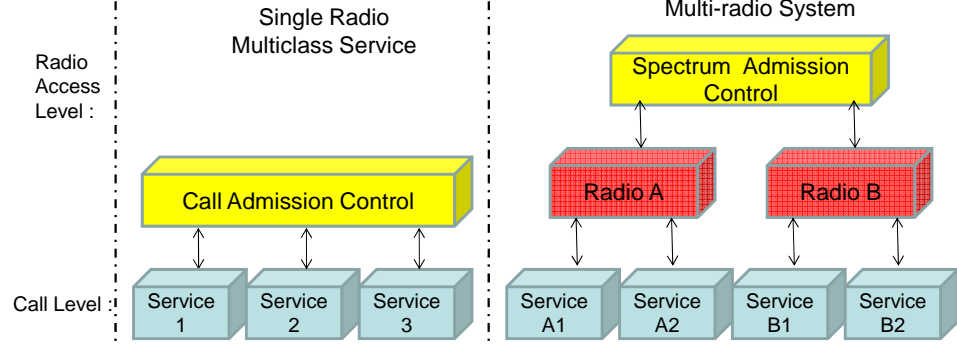 Single Radio
Multiclass Service
Multi-radio System
Radio
Access
Level :
Spectrum Admission
Control
Call Admission Control
Radio A
Radio B
Call Level :
Service
1
Service
2
Service
3
Service
A1
Service
A2
Service
B1
Service
B2